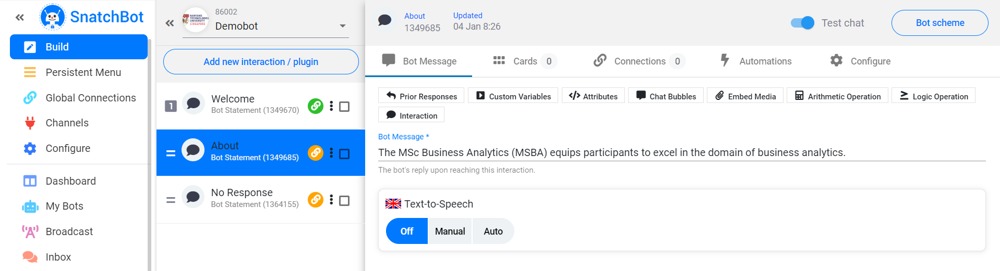 SnatchBot
Build
Persistent Menu
Global Connections
Channels
Configure
Dashboard
My Bots
Broadcast
Inbox
NANYANG
TECHNOLOGICAL
UNIVERSITY
SINGAPORE
86002
Demobot
Add new interaction / plugin
1
Welcome
Bot Statement (1349670)
About
Bot Statement (1349685)
No Response
Bot Statement (1364155)
About
1349685
Updated
04 Jan 8:26
Test chat
Bot scheme
Bot Message
Cards 0
Connections 0
Automations
Configure
Prior Responses
Custom Variables
Attributes
Chat Bubbles
Embed Media
Arithmetic Operation
Logic Operation
Interaction
Bot Message *
The MSc Business Analytics (MSBA) equips participants to excel in the domain of business analytics.
The bot's reply upon reaching this interaction.
Text-to-Speech
Off
Manual
Auto